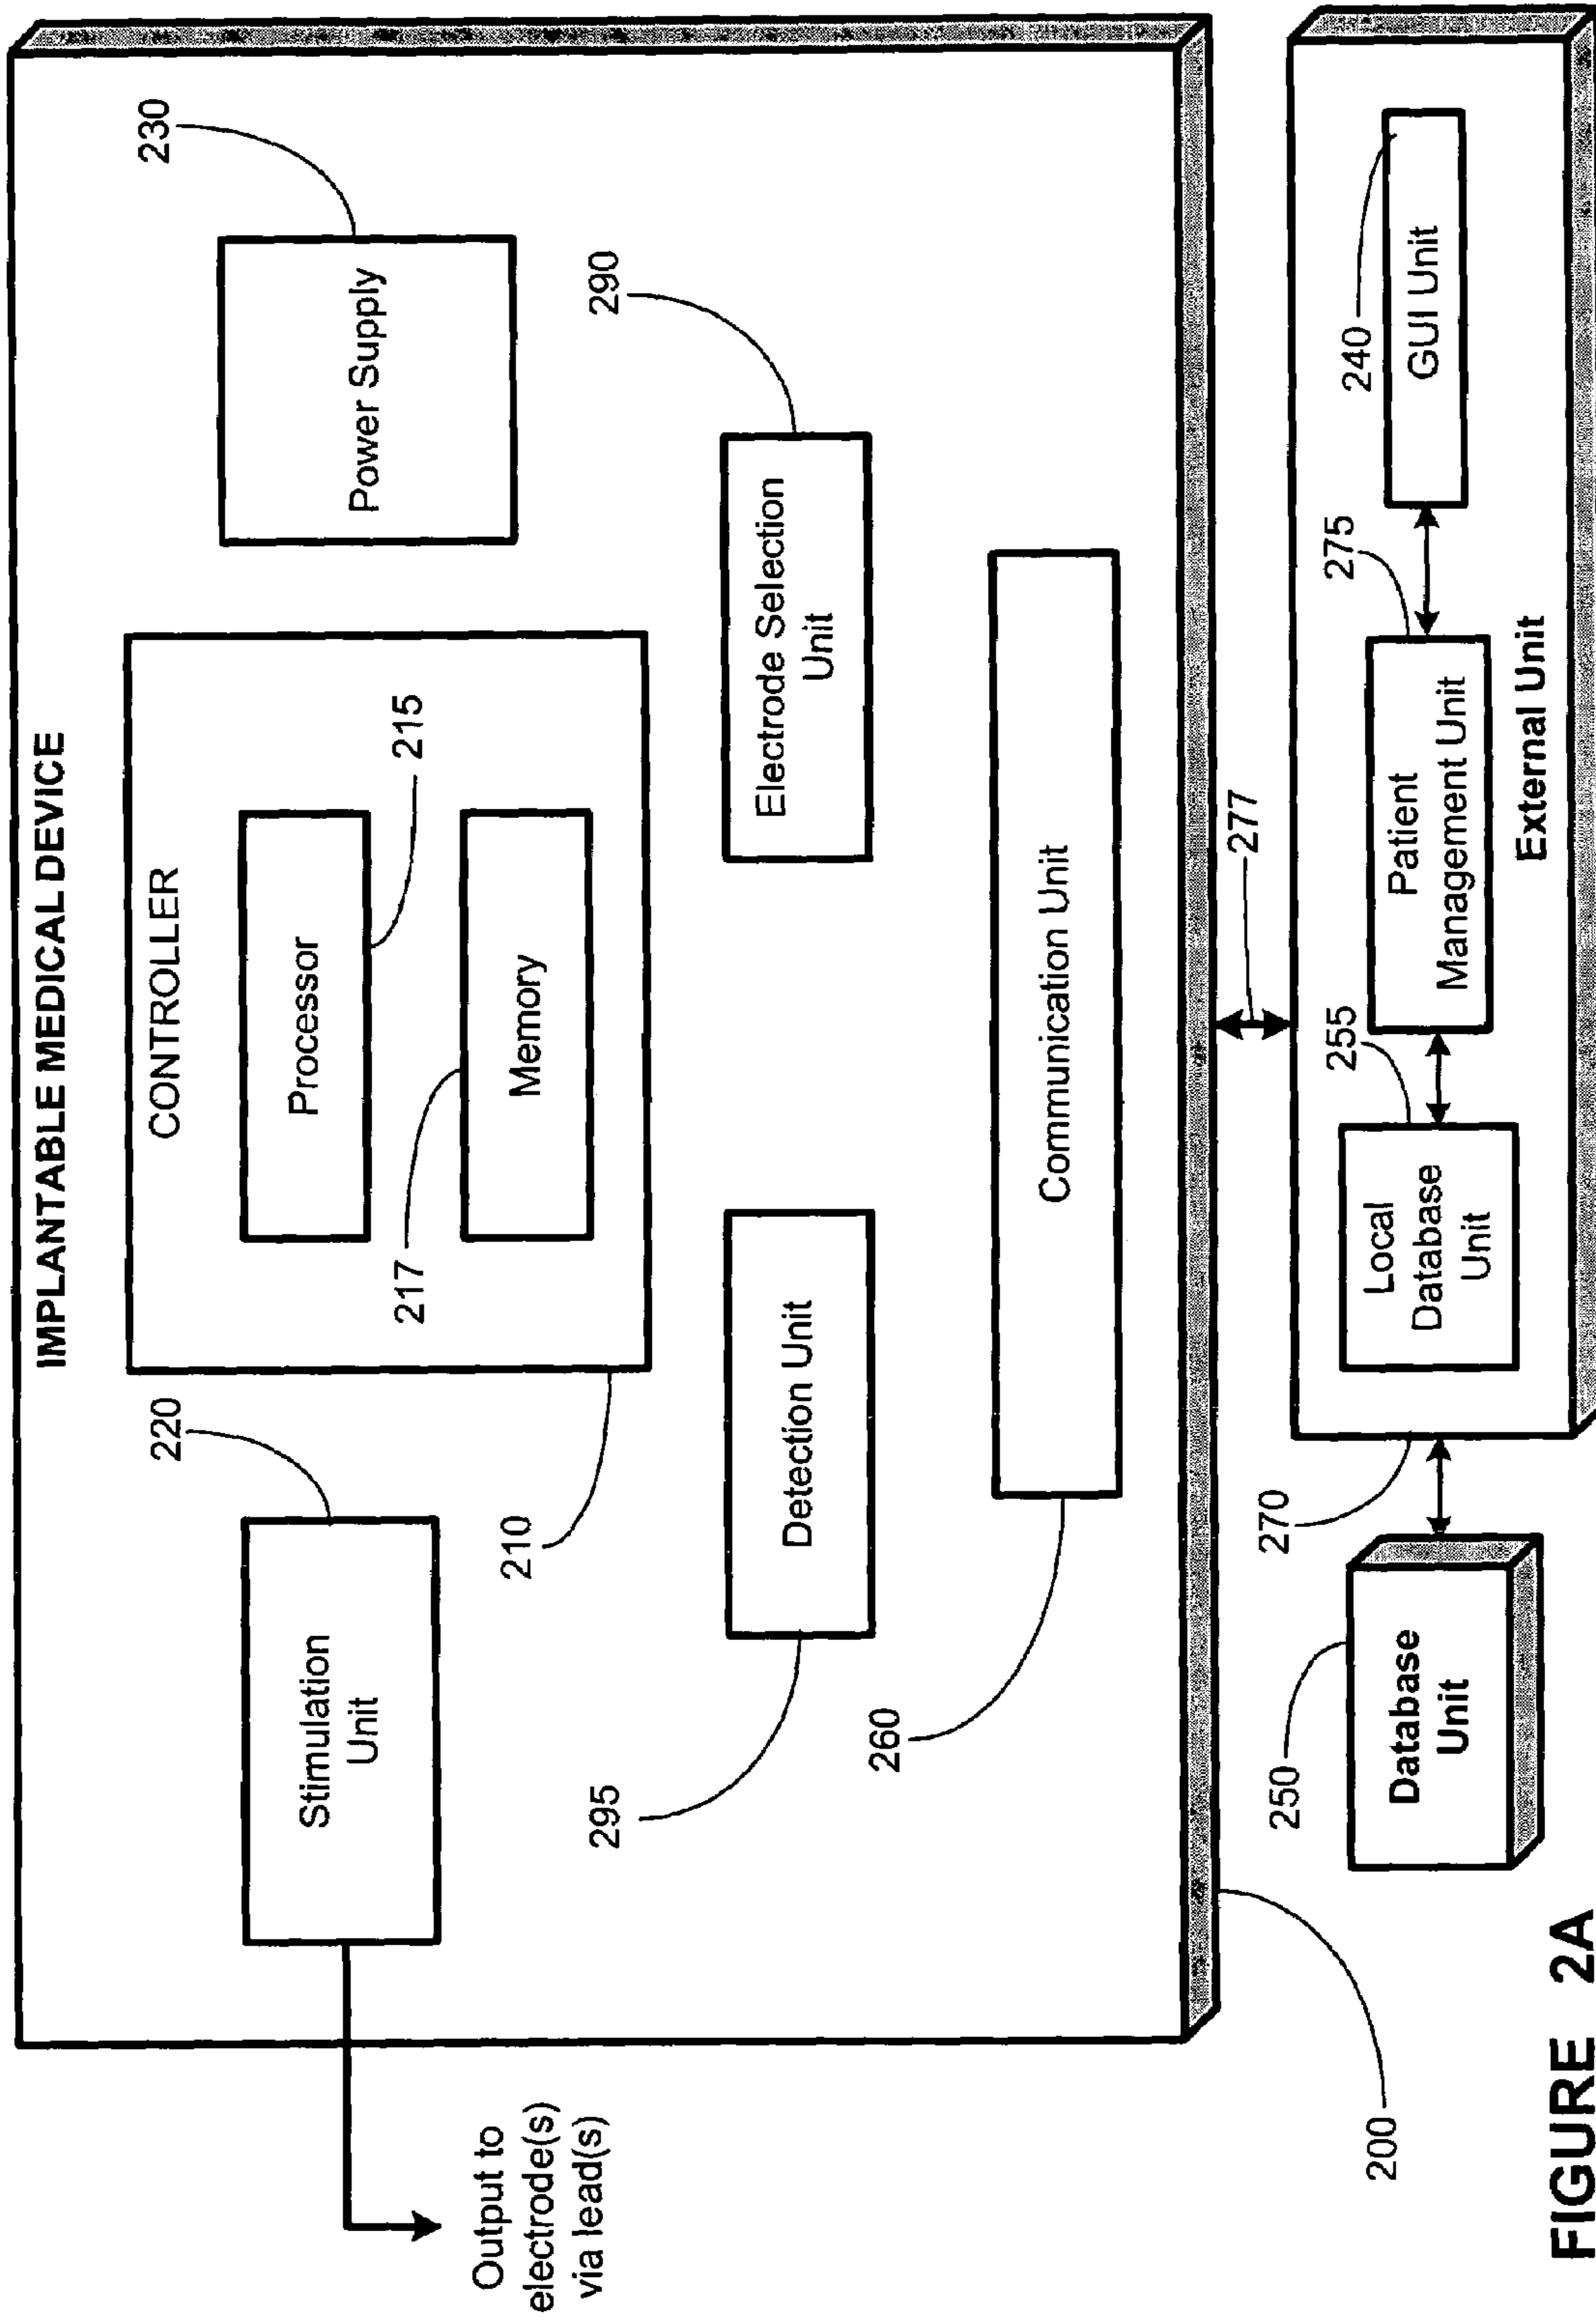 IMPLANTABLE MEDICAL DEVICE
CONTROLLER
220
Stimulation
Unit
Processor
215
230
Power Supply
217
Memory
210
Output to
electrode(s)
via lead(s)
290
Electrode Selection
Unit
295
Detection Unit
260
Communication Unit
200
277
250
Database
Unit
270
255
Local
Database
Unit
275
Patient
Management Unit
240
GUI Unit
External Unit
FIGURE 2A